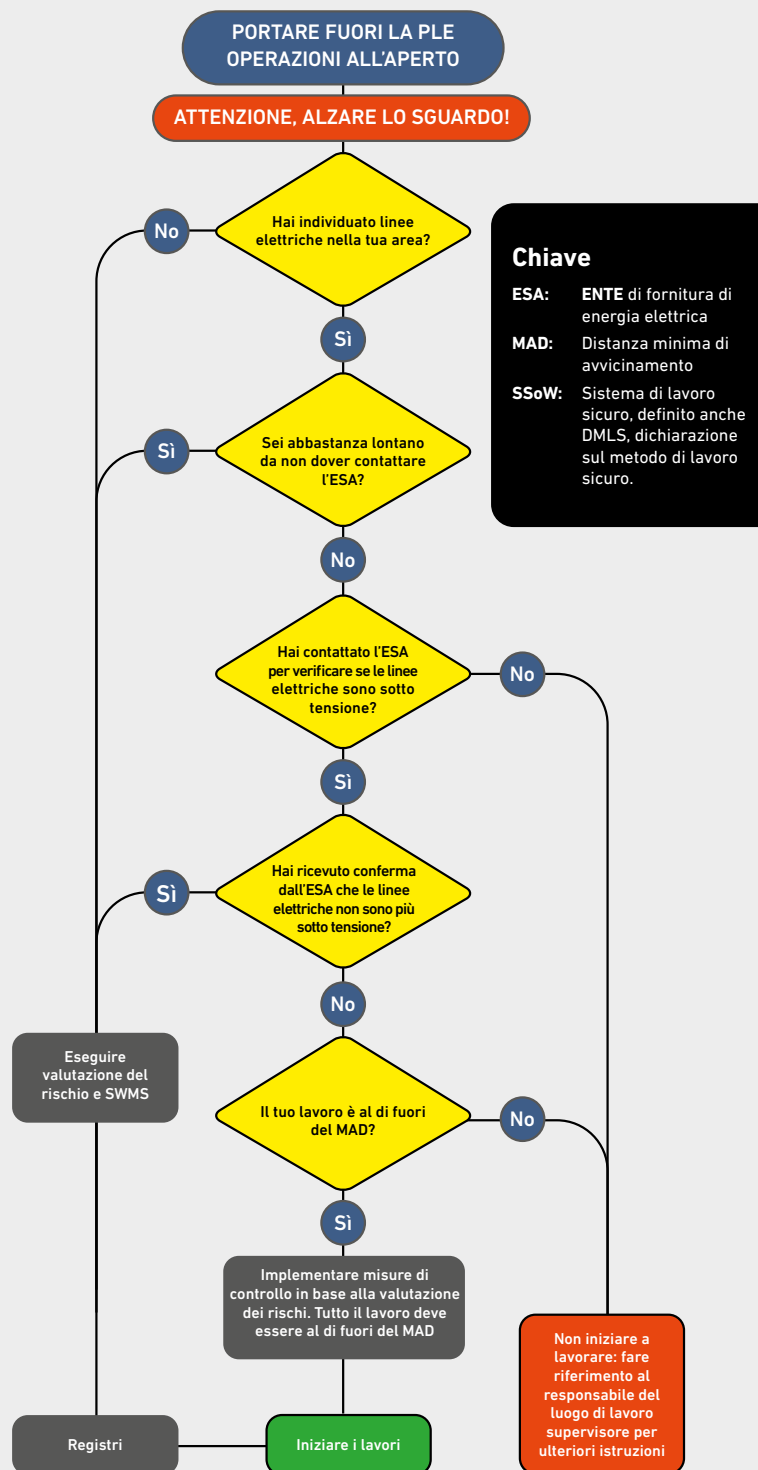 PORTARE FUORI LA PLE
OPERAZIONI ALL'APERTO
ATTENZIONE, ALZARE LO SGUARDO!
Hai individuato linee
elettriche nella tua area?
No
Sì
Chiave
ESA: ENTE di fornitura di
energia elettrica
MAD: Distanza minima di
avvicinamento
SSoW: Sistema di lavoro
sicuro, definito anche
DMLS, dichiarazione
sul metodo di lavoro
sicuro.
Sei abbastanza lontano
da non dover contattare
l'ESA?
Sì
No
Hai contattato l'ESA
per verificare se le linee
elettriche sono sotto
tensione?
No
Sì
Hai ricevuto conferma
dall'ESA che le linee
elettriche non sono più
sotto tensione?
Sì
No
Eseguire
valutazione del
rischio e SWMS
Il tuo lavoro è al di fuori
del MAD?
No
Sì
Implementare misure di
controllo in base alla valutazione
dei rischi. Tutto il lavoro deve
essere al di fuori del MAD
Non iniziare a
lavorare: fare
riferimento al
responsabile del
luogo di lavoro
supervisore per
ulteriori istruzioni
Registri
Iniziare i lavori